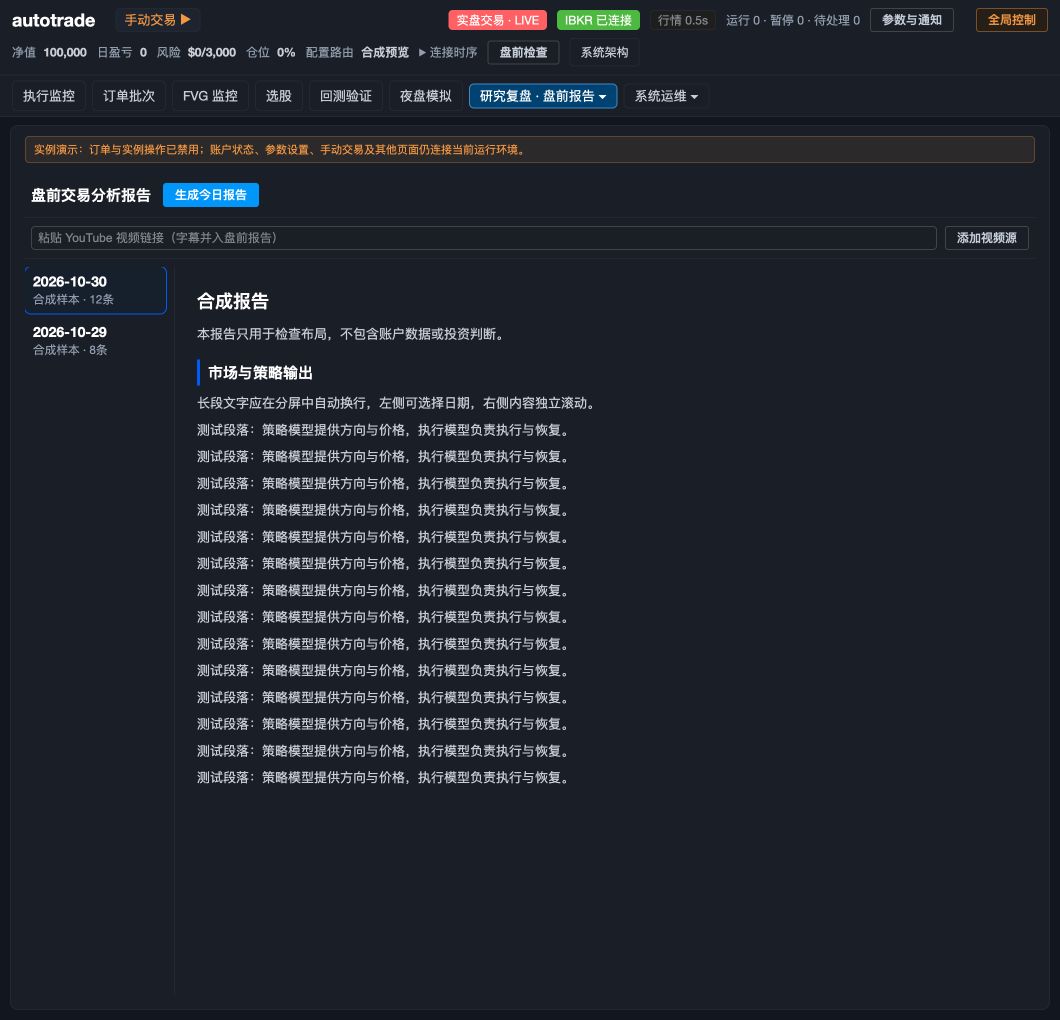 autotrade 手动交易 ▶ 实盘交易 · LIVE IBKR 已连接 行情 0.5s 运行 0 · 暂停 0 · 待处理 0 参数与通知 全局控制
净值 100,000 日盈亏 0 风险 $0/3,000 仓位 0% 配置路由 合成预览 ▶ 连接时序 盘前检查 系统架构
执行监控 订单批次 FVG 监控 选股 回测验证 夜盘模拟 研究复盘 · 盘前报告 系统运维
实例演示：订单与实例操作已禁用；账户状态、参数设置、手动交易及其他页面仍连接当前运行环境。
盘前交易分析报告 生成今日报告
粘贴 YouTube 视频链接（字幕并入盘前报告） 添加视频源
2026-10-30
合成样本 · 12条
2026-10-29
合成样本 · 8条
合成报告
本报告只用于检查布局，不包含账户数据或投资判断。
市场与策略输出
长段文字应在分屏中自动换行，左侧可选择日期，右侧内容独立滚动。
测试段落：策略模型提供方向与价格，执行模型负责执行与恢复。
测试段落：策略模型提供方向与价格，执行模型负责执行与恢复。
测试段落：策略模型提供方向与价格，执行模型负责执行与恢复。
测试段落：策略模型提供方向与价格，执行模型负责执行与恢复。
测试段落：策略模型提供方向与价格，执行模型负责执行与恢复。
测试段落：策略模型提供方向与价格，执行模型负责执行与恢复。
测试段落：策略模型提供方向与价格，执行模型负责执行与恢复。
测试段落：策略模型提供方向与价格，执行模型负责执行与恢复。
测试段落：策略模型提供方向与价格，执行模型负责执行与恢复。
测试段落：策略模型提供方向与价格，执行模型负责执行与恢复。
测试段落：策略模型提供方向与价格，执行模型负责执行与恢复。
测试段落：策略模型提供方向与价格，执行模型负责执行与恢复。
测试段落：策略模型提供方向与价格，执行模型负责执行与恢复。
测试段落：策略模型提供方向与价格，执行模型负责执行与恢复。